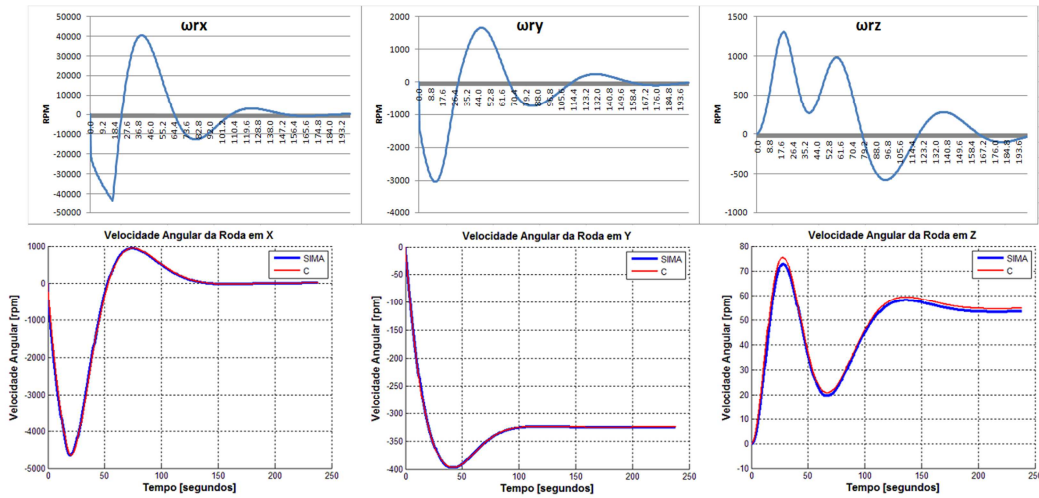 ωrx
50000
40000
30000
20000
10000
0
-10000
-20000
-30000
-40000
-50000
RPM
0.0 9.2 18.4 27.6 36.8 46.0 55.2 64.4 73.6 82.8 92.0 101.2 110.4 119.6 128.8 138.0 147.2 156.4 165.6 174.8 184.0 193.2
ωry
2000
1000
0
-1000
-2000
-3000
-4000
RPM
0.0 8.8 17.6 26.4 35.2 44.0 52.8 61.6 70.4 79.2 88.0 96.8 105.6 114.4 123.2 132.0 140.8 149.6 158.4 167.2 176.0 184.8 193.6
ωrz
1500
1000
500
0
-500
-1000
RPM
0.0 8.8 17.6 26.4 35.2 44.0 52.8 61.6 70.4 79.2 88.0 96.8 105.6 114.4 123.2 132.0 140.8 149.6 158.4 167.2 176.0 184.8 193.6
Velocidade Angular da Roda em X
SIMA
C
1000
0
-1000
-2000
-3000
-4000
-5000
Velocidade Angular [rpm]
0 50 100 150 200 250
Tempo [segundos]
Velocidade Angular da Roda em Y
SIMA
C
0
-50
-100
-150
-200
-250
-300
-350
-400
Velocidade Angular [rpm]
0 50 100 150 200 250
Tempo [segundos]
Velocidade Angular da Roda em Z
SIMA
C
80
70
60
50
40
30
20
10
0
-10
Velocidade Angular [rpm]
0 50 100 150 200 250
Tempo [segundos]